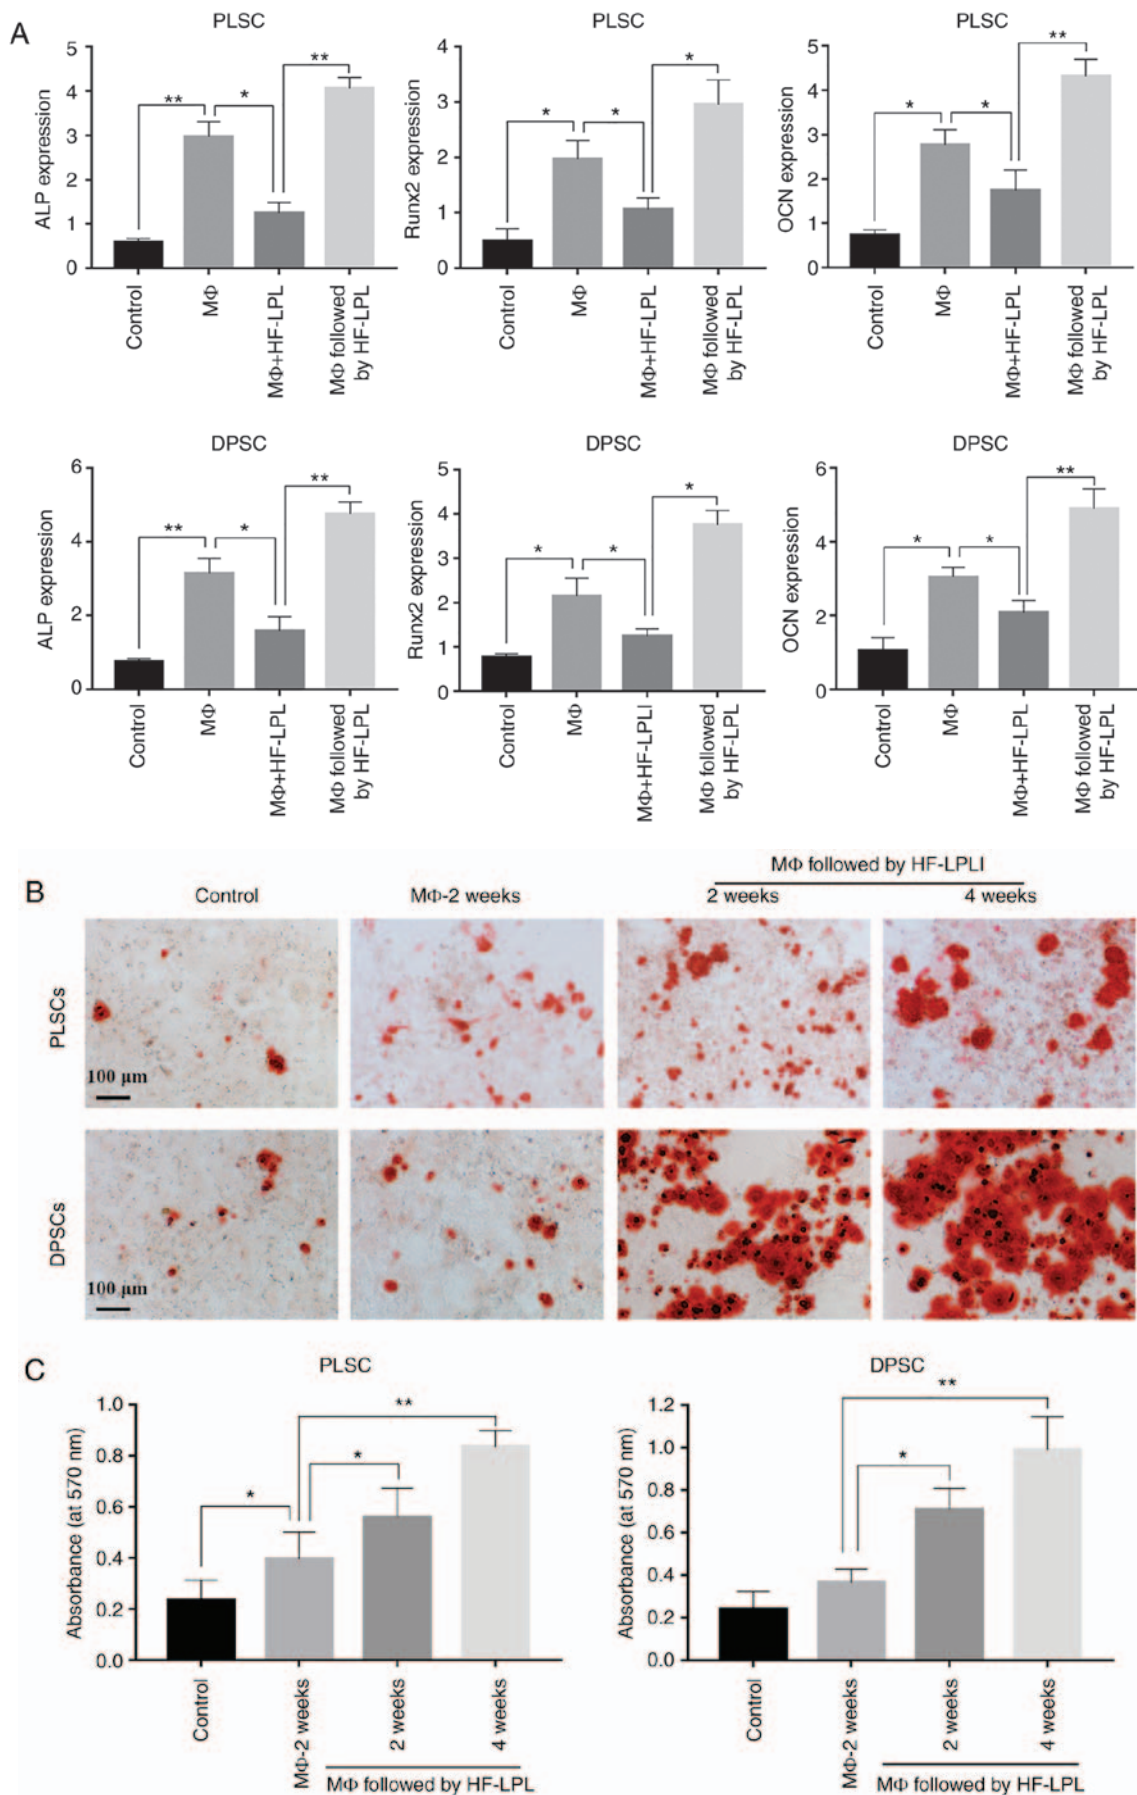 A
PLSC
PLSC
PLSC
ALP expression
5
4
3
2
1
0
**
*
**
Control
MΦ
MΦ+HF-LPL
MΦ followed
by HF-LPL
Runx2 expression
4
3
2
1
0
*
*
*
Control
MΦ
MΦ+HF-LPL
MΦ followed
by HF-LPL
OCN expression
5
4
3
2
1
0
*
*
**
Control
MΦ
MΦ+HF-LPL
MΦ followed
by HF-LPL
DPSC
DPSC
DPSC
ALP expression
6
4
2
0
**
*
**
Control
MΦ
MΦ+HF-LPL
MΦ followed
by HF-LPL
Runx2 expression
5
4
3
2
1
0
*
*
*
Control
MΦ
MΦ+HF-LPLI
MΦ followed
by HF-LPL
OCN expression
6
4
2
0
*
*
**
Control
MΦ
MΦ+HF-LPL
MΦ followed
by HF-LPL
B
MΦ followed by HF-LPLI
Control
MΦ-2 weeks
2 weeks
4 weeks
PLSCs
100 µm
DPSCs
100 µm
C
PLSC
Absorbance (at 570 nm)
1.0
0.8
0.6
0.4
0.2
0.0
*
*
**
Control
MΦ-2 weeks
2 weeks
4 weeks
MΦ followed by HF-LPL
DPSC
Absorbance (at 570 nm)
1.2
1.0
0.8
0.6
0.4
0.2
0.0
*
**
Control
MΦ-2 weeks
2 weeks
4 weeks
MΦ followed by HF-LPL